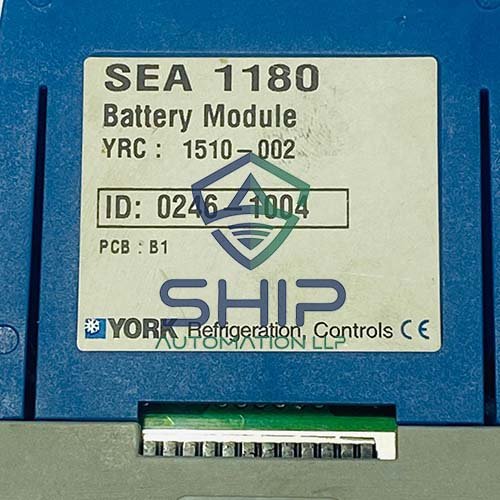 SEA 1180
Battery Module
YRC : 1510-002
ID: 0246-1004
PCB : B1
SHIP
AUTOMATION LLP
YORK Refrigeration, Controls CE